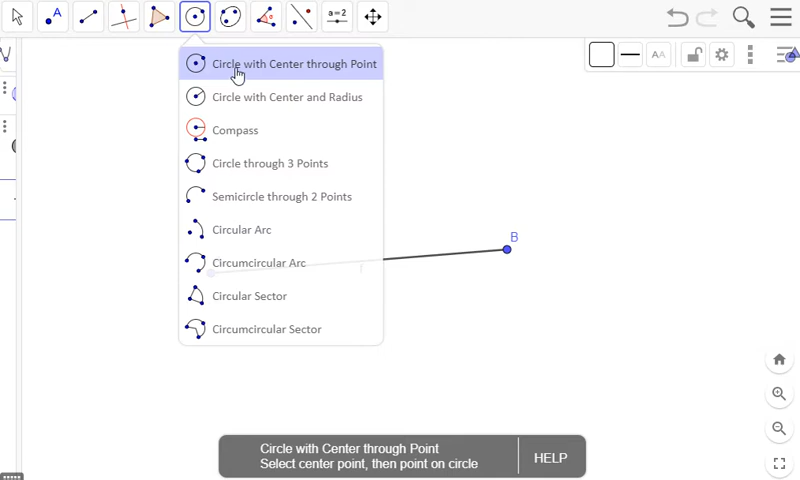 A
a=2
Circle with Center through Point
AA
Circle with Center and Radius
Compass
Circle through 3 Points
Semicircle through 2 Points
Circular Arc
B
Circumcircular Arc
f
Circular Sector
Circumcircular Sector
Circle with Center through Point
Select center point, then point on circle
HELP